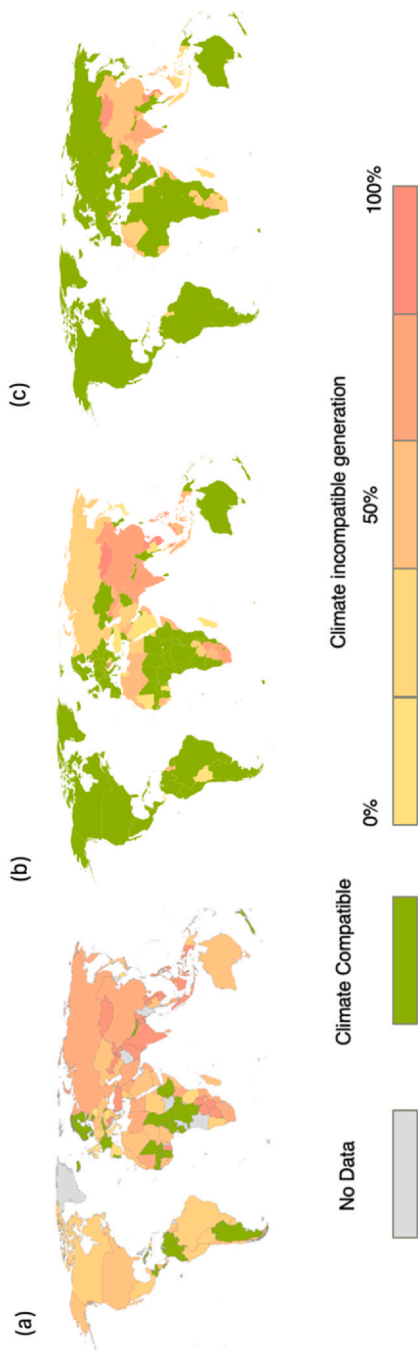 (a)
(b)
(c)
No Data
Climate Compatible
Climate incompatible generation
0%
50%
100%